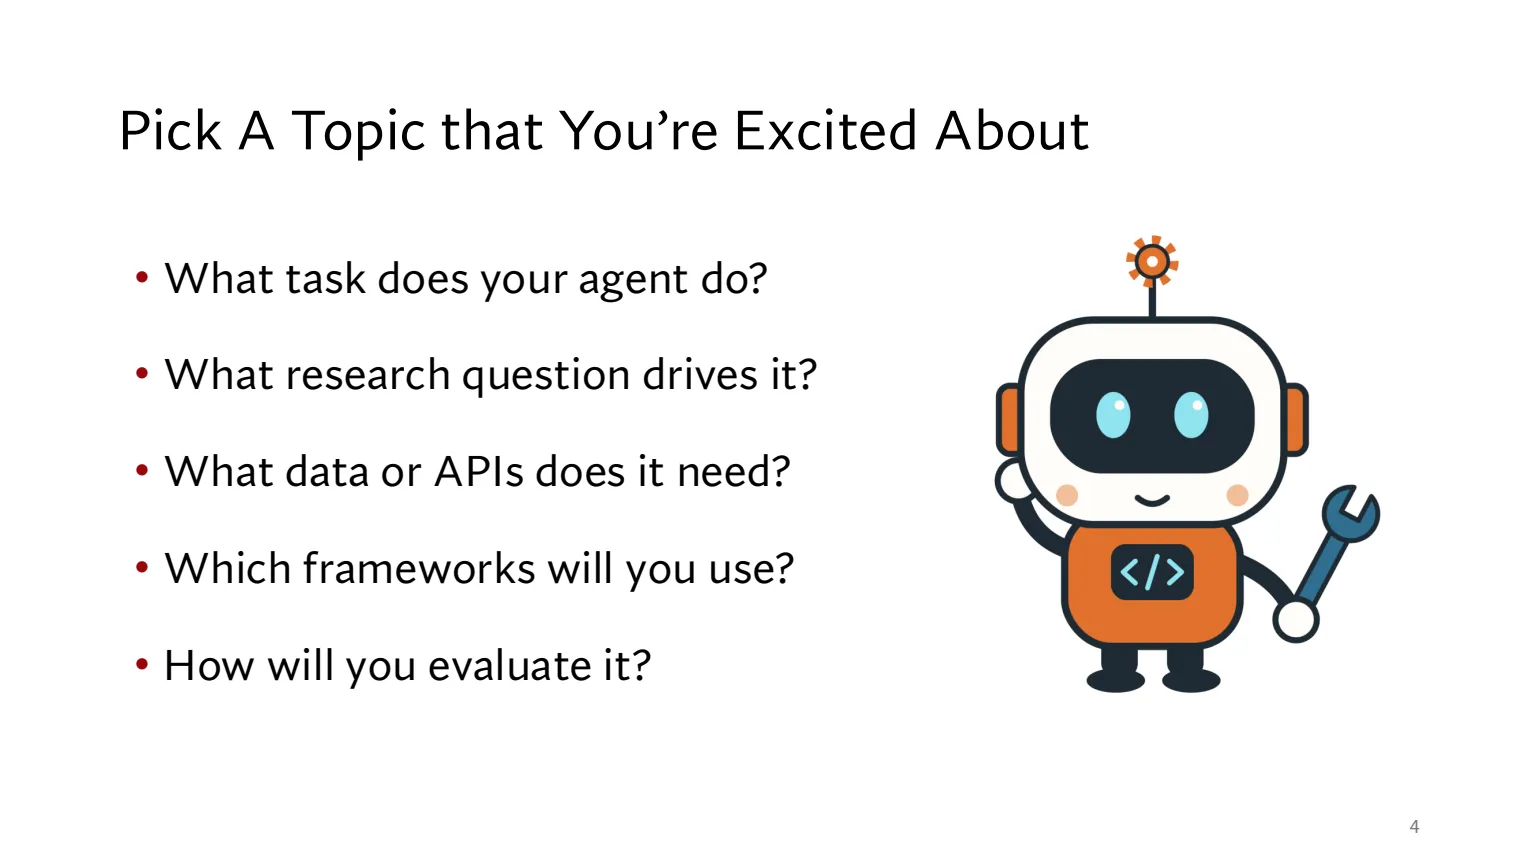 Pick A Topic that You’re Excited About
• What task does your agent do?
• What research question drives it?
• What data or APIs does it need?
• Which frameworks will you use?
• How will you evaluate it?
</>
4